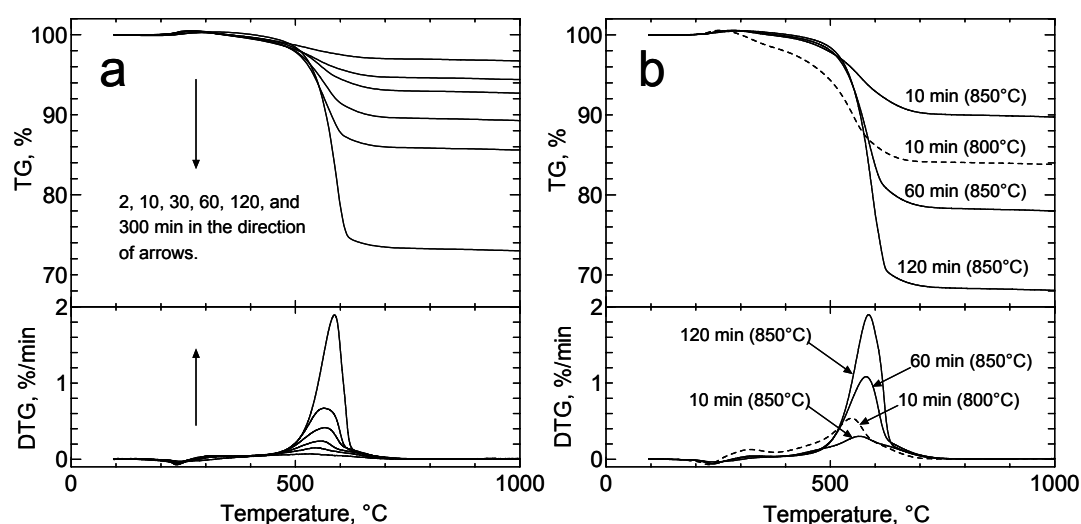 a
100
90
80
70
TG, %
2, 10, 30, 60, 120, and
300 min in the direction
of arrows.
2
1
0
DTG, %/min
0 500 1000
Temperature, °C
b
100
90
80
70
TG, %
10 min (850°C)
10 min (800°C)
60 min (850°C)
120 min (850°C)
2
1
0
DTG, %/min
120 min (850°C)
60 min (850°C)
10 min (850°C)
10 min (800°C)
0 500 1000
Temperature, °C